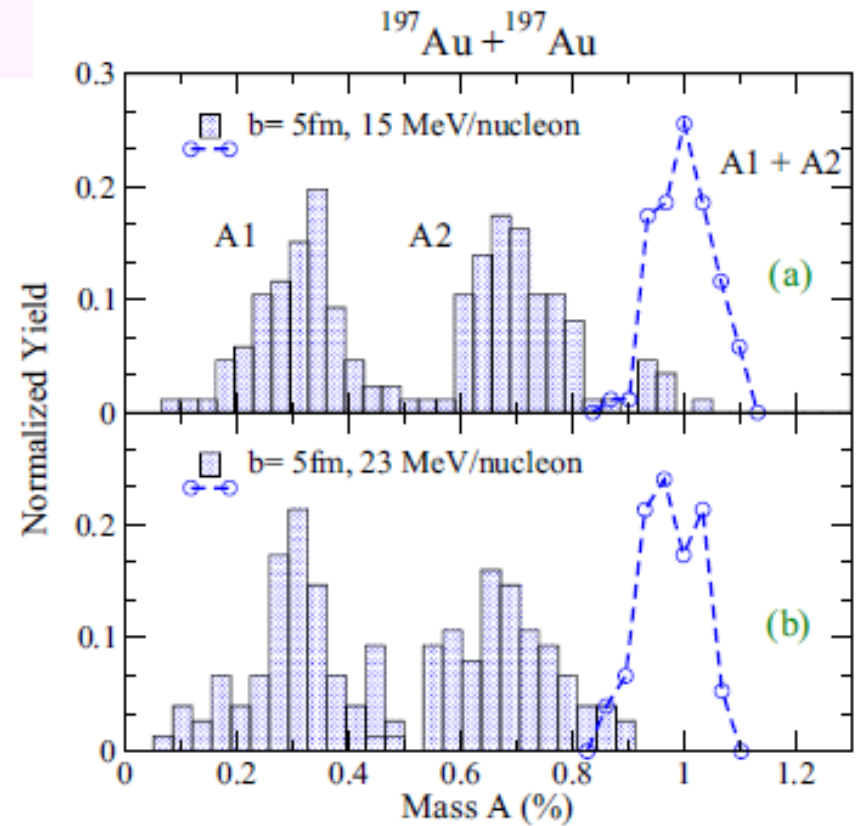 ¹⁹⁷Au + ¹⁹⁷Au
Normalized Yield
0.3
0.2
0.1
0
b= 5fm, 15 MeV/nucleon
A1 + A2
A1
A2
(a)
b= 5fm, 23 MeV/nucleon
0.2
0.1
0
(b)
0 0.2 0.4 0.6 0.8 1 1.2
Mass A (%)